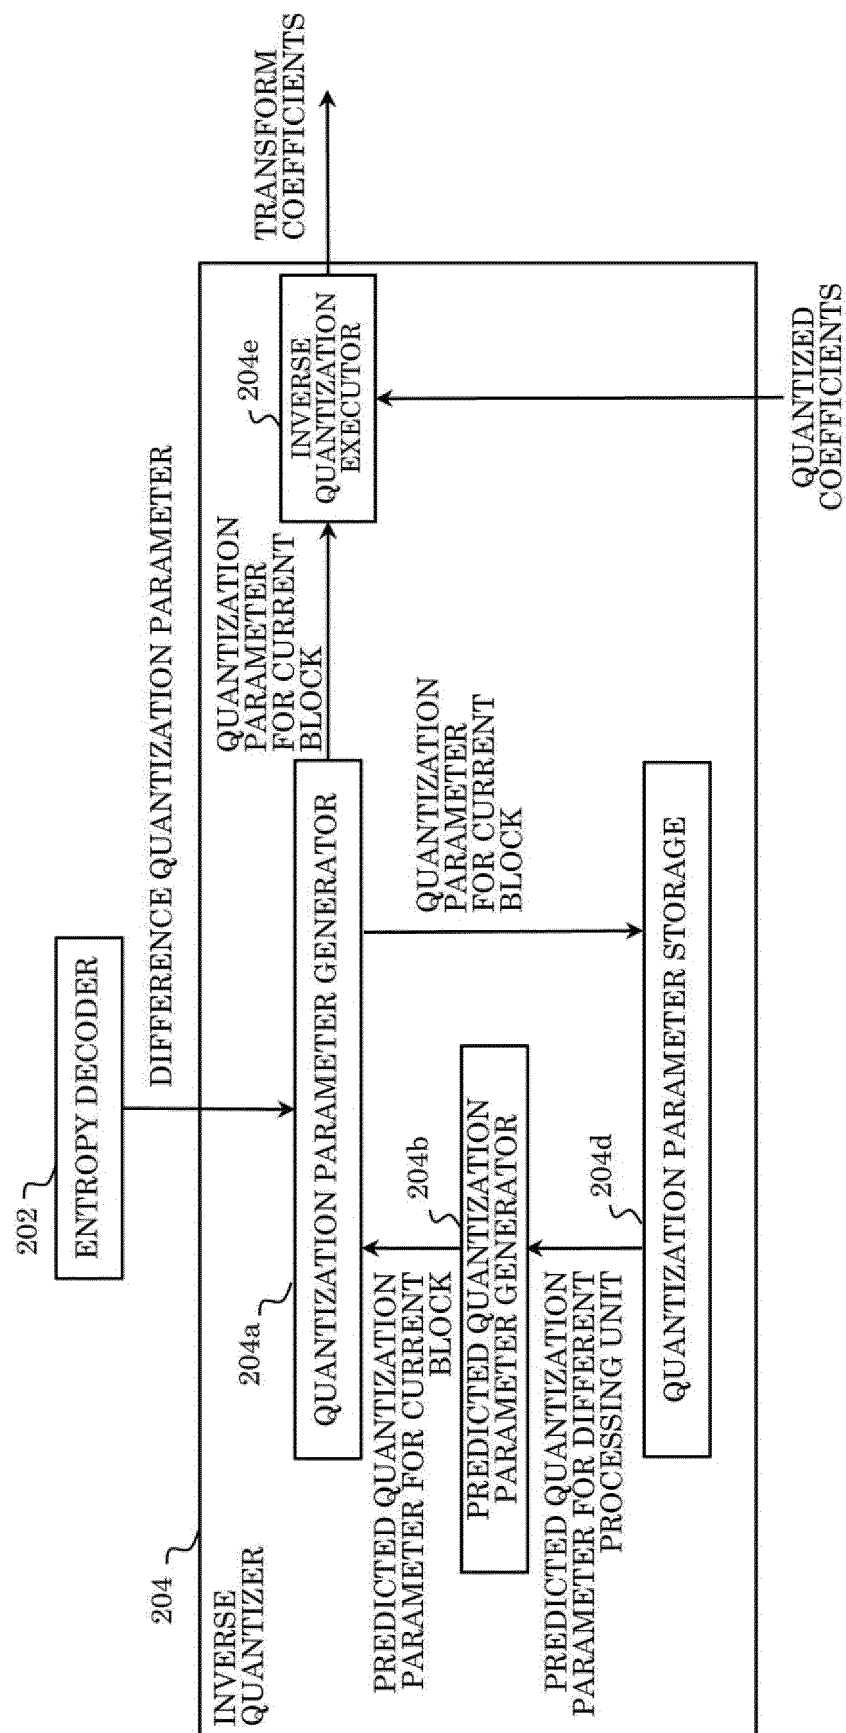 202
ENTROPY DECODER
DIFFERENCE QUANTIZATION PARAMETER
204
INVERSE
QUANTIZER
204a
QUANTIZATION PARAMETER GENERATOR
QUANTIZATION
PARAMETER
FOR CURRENT
BLOCK
204e
INVERSE
QUANTIZATION
EXECUTOR
TRANSFORM
COEFFICIENTS
PREDICTED QUANTIZATION
PARAMETER FOR CURRENT
BLOCK
204b
PREDICTED QUANTIZATION
PARAMETER GENERATOR
QUANTIZATION
PARAMETER
FOR CURRENT
BLOCK
PREDICTED QUANTIZATION
PARAMETER FOR DIFFERENT
PROCESSING UNIT
204d
QUANTIZATION PARAMETER STORAGE
QUANTIZED
COEFFICIENTS